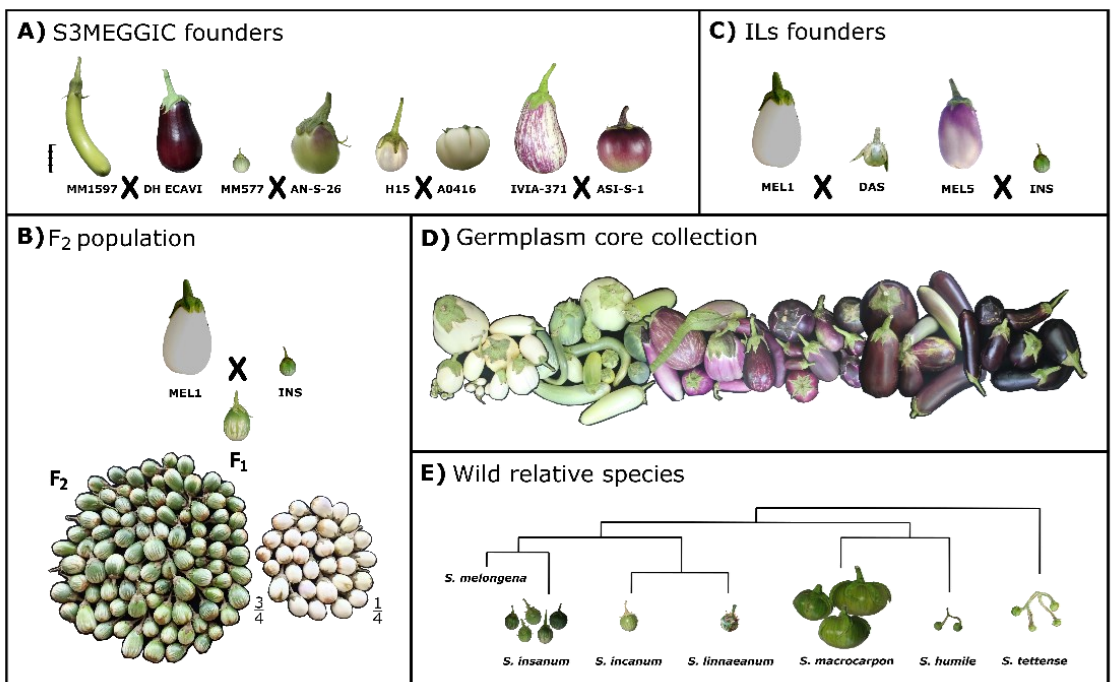 A) S3MEGGIC founders
MM1597 X DH ECAVI MM577 X AN-S-26 H15 X A0416 IVIA-371 X ASI-S-1
C) ILs founders
MEL1 X DAS MEL5 X INS
B) F2 population
MEL1 X INS
F1
F2
3/4
1/4
D) Germplasm core collection
E) Wild relative species
S. melongena
S. insanum S. incanum S. linnaeanum S. macrocarpon S. humile S. tettense